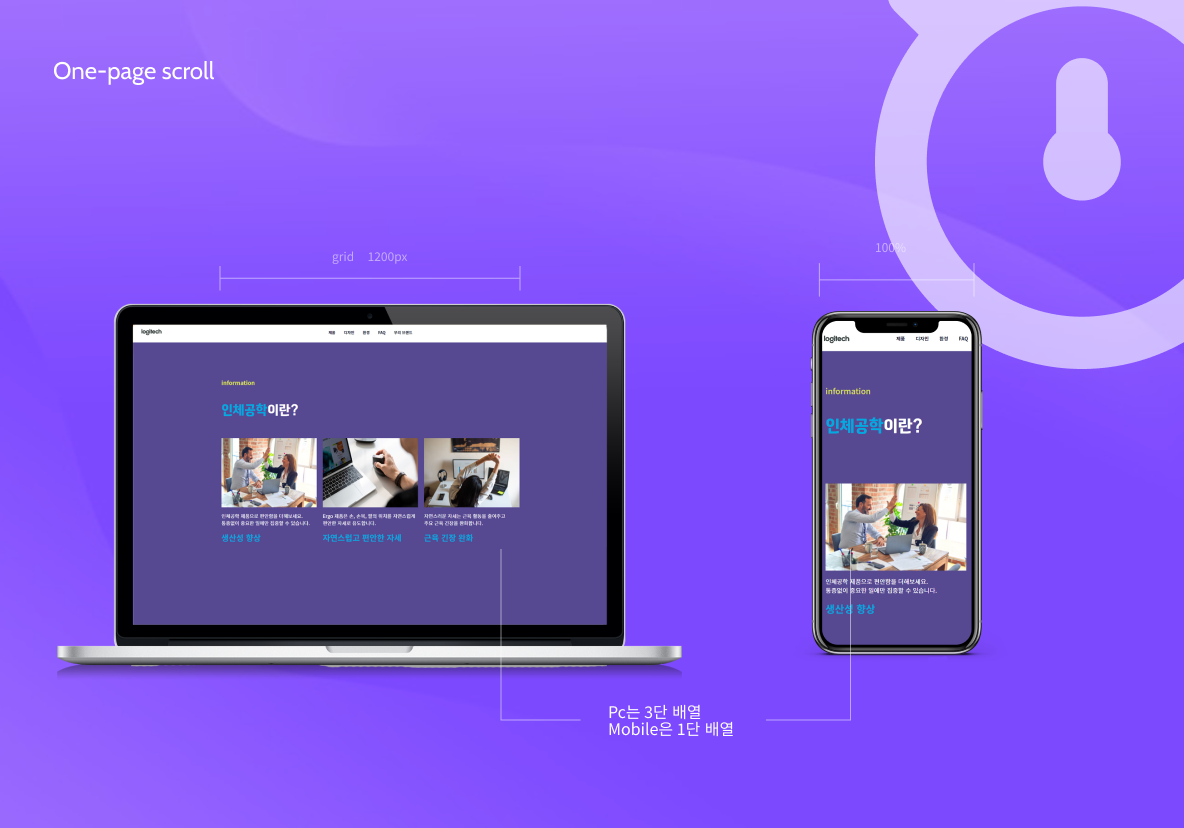 One-page scroll
grid 1200px
100%
logitech
제품 디자인 환경 FAQ 우리 브랜드
information
인체공학이란?
인체공학 제품으로 편안함을 더해보세요.
통증없이 중요한 일에만 집중할 수 있습니다.
생산성 향상
Ergo 제품은 손, 손목, 팔의 위치를 자연스럽게
편안한 자세로 유도합니다.
자연스럽고 편안한 자세
자연스러운 자세는 근육 활동을 줄여주고
주요 근육 긴장을 완화합니다.
근육 긴장 완화
logitech
제품 디자인 환경 FAQ
information
인체공학이란?
인체공학 제품으로 편안함을 더해보세요.
통증없이 중요한 일에만 집중할 수 있습니다.
생산성 향상
Pc는 3단 배열
Mobile은 1단 배열